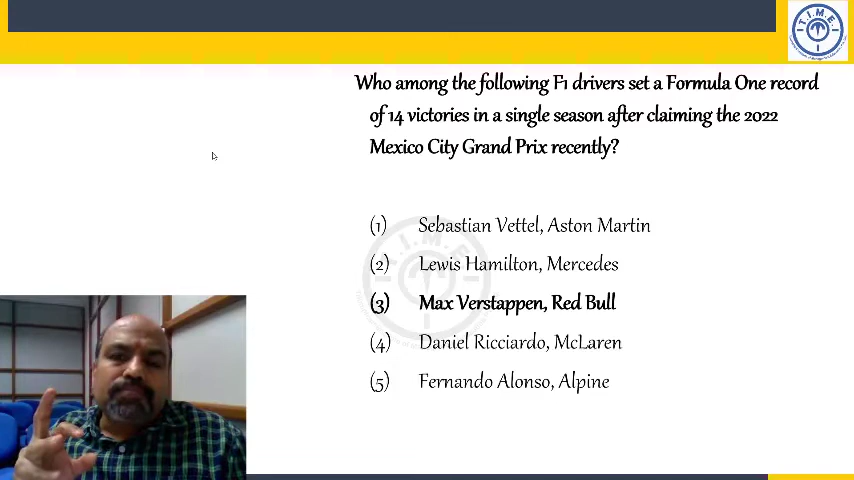 T.I.M.E.
Who among the following F1 drivers set a Formula One record
of 14 victories in a single season after claiming the 2022
Mexico City Grand Prix recently?
(1) Sebastian Vettel, Aston Martin
(2) Lewis Hamilton, Mercedes
(3) Max Verstappen, Red Bull
(4) Daniel Ricciardo, McLaren
(5) Fernando Alonso, Alpine